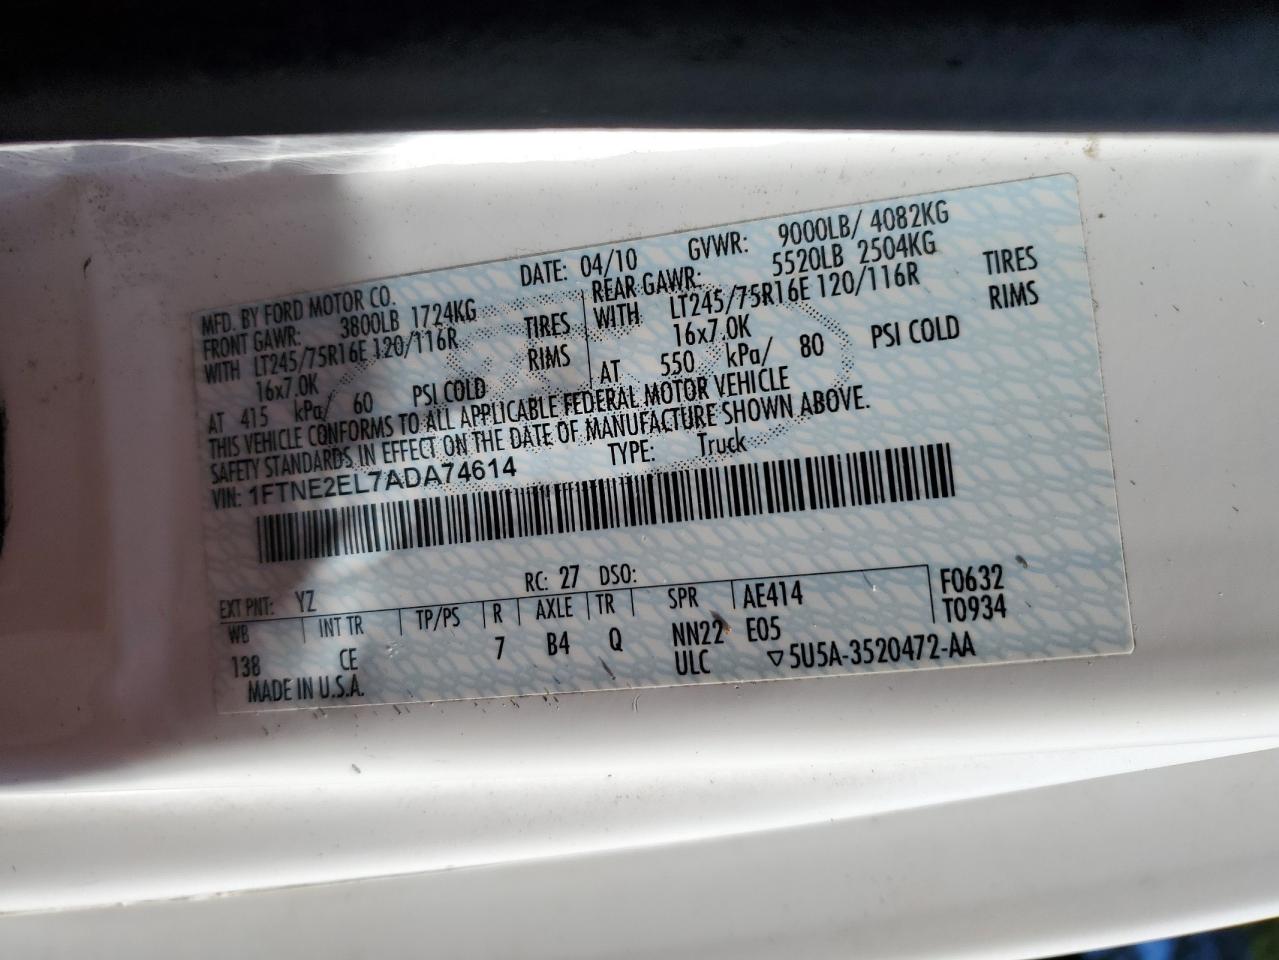 MFD. BY FORD MOTOR CO. DATE: 04/10 GVWR: 9000LB/ 4082KG
FRONT GAWR: 3800LB 1724KG REAR GAWR: 5520LB 2504KG
WITH LT245/75R16E 120/116R TIRES WITH LT245/75R16E 120/116R TIRES
16x7.0K RIMS 16x7.0K RIMS
AT 415 kPa/ 60 PSI COLD AT 550 kPa/ 80 PSI COLD
THIS VEHICLE CONFORMS TO ALL APPLICABLE FEDERAL MOTOR VEHICLE
SAFETY STANDARDS IN EFFECT ON THE DATE OF MANUFACTURE SHOWN ABOVE.
VIN: 1FTNE2EL7ADA74614 TYPE: Truck
EXT PNT: YZ RC: 27 DSO:
WB INT TR TP/PS R AXLE TR SPR AE414 F0632
138 CE 7 B4 Q NN22 E05 T0934
MADE IN U.S.A. ULC ▽5U5A-3520472-AA